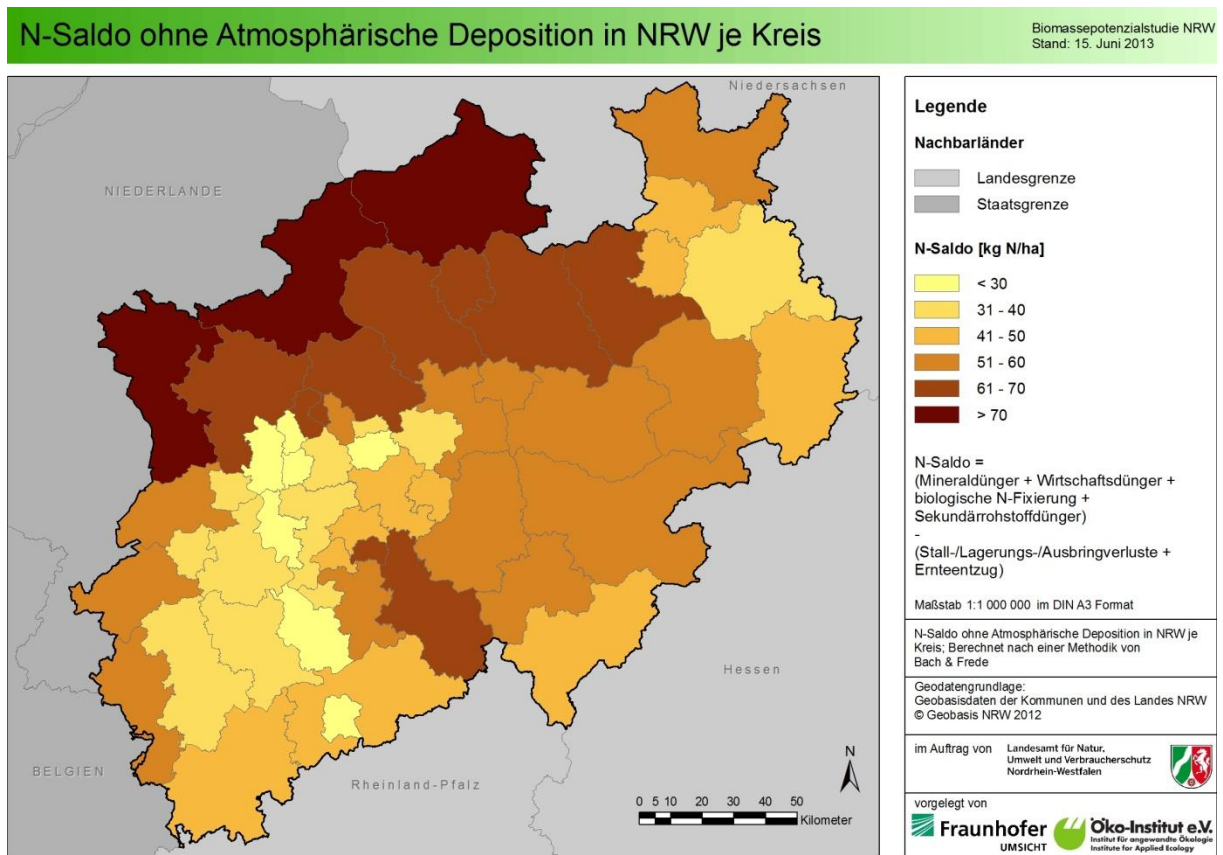 N-Saldo ohne Atmosphärische Deposition in NRW je Kreis
Biomassepotenzialstudie NRW
Stand: 15. Juni 2013
Niedersachsen
NIEDERLANDE
BELGIEN
Rheinland-Pfalz
Hessen
N
0 5 10 20 30 40 50
Kilometer
Legende
Nachbarländer
Landesgrenze
Staatsgrenze
N-Saldo [kg N/ha]
< 30
31 - 40
41 - 50
51 - 60
61 - 70
> 70
N-Saldo =
(Mineraldünger + Wirtschaftsdünger +
biologische N-Fixierung +
Sekundärrohstoffdünger)
-
(Stall-/Lagerungs-/Ausbringverluste +
Ernteentzug)
Maßstab 1:1 000 000 im DIN A3 Format
N-Saldo ohne Atmosphärische Deposition in NRW je
Kreis; Berechnet nach einer Methodik von
Bach & Frede
Geodatengrundlage:
Geobasisdaten der Kommunen und des Landes NRW
© Geobasis NRW 2012
im Auftrag von
Landesamt für Natur,
Umwelt und Verbraucherschutz
Nordrhein-Westfalen
vorgelegt von
Fraunhofer
UMSICHT
Öko-Institut e.V.
Institut für angewandte Ökologie
Institute for Applied Ecology